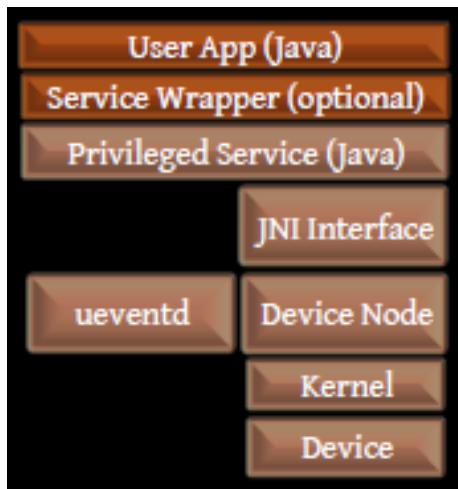 User App (Java)
Service Wrapper (optional)
Privileged Service (Java)
JNI Interface
ueventd
Device Node
Kernel
Device